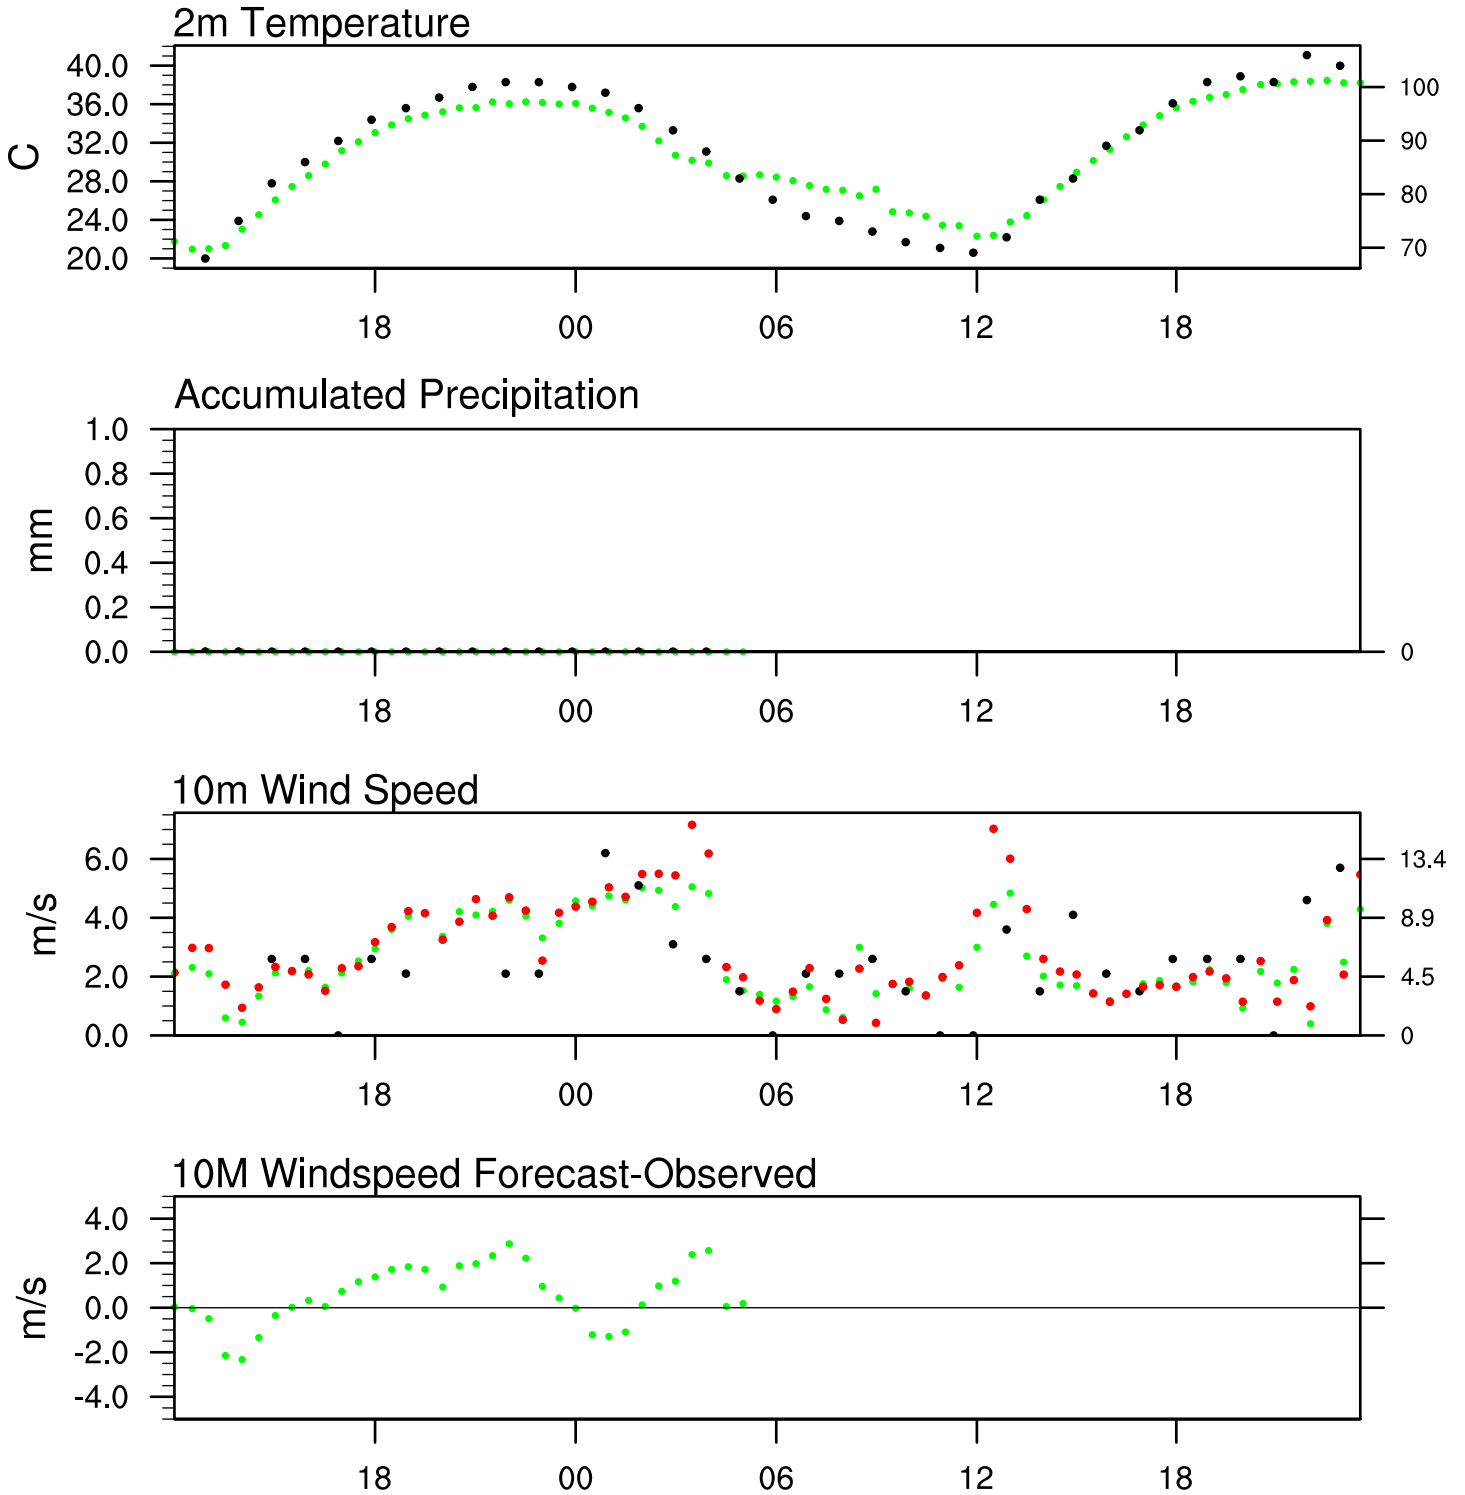 2m Temperature
40.0
36.0
32.0
28.0
24.0
20.0
C
100
90
80
70
18 00 06 12 18
Accumulated Precipitation
1.0
0.8
0.6
0.4
0.2
0.0
mm
0
18 00 06 12 18
10m Wind Speed
6.0
4.0
2.0
0.0
m/s
13.4
8.9
4.5
0
18 00 06 12 18
10M Windspeed Forecast-Observed
4.0
2.0
0.0
-2.0
-4.0
m/s
18 00 06 12 18